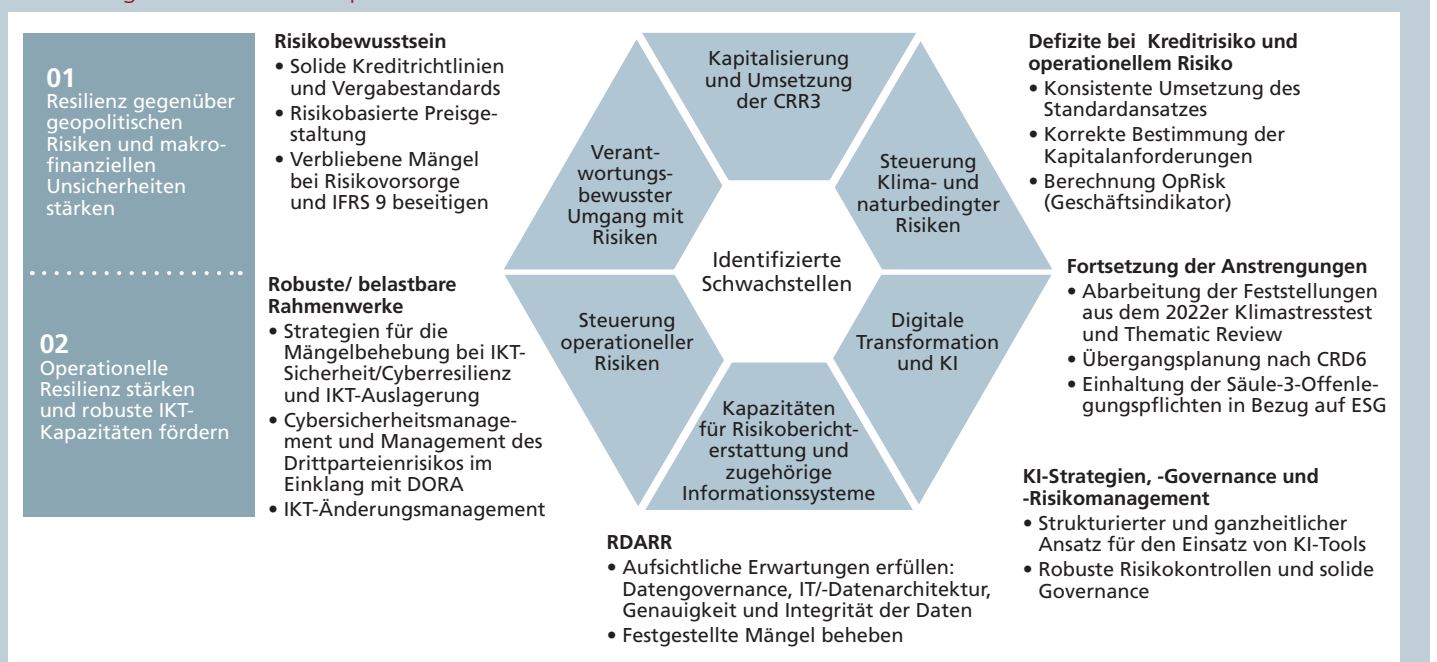 01
Resilienz gegenüber
geopolitischen
Risiken und makro-
finanziellen
Unsicherheiten
stärken
02
Operationelle
Resilienz stärken
und robuste IKT-
Kapazitäten fördern
Risikobewusstsein
• Solide Kreditrichtlinien
und Vergabestandards
• Risikobasierte Preisge-
staltung
• Verbliebene Mängel
bei Risikovorsorge
und IFRS 9 beseitigen
Robuste/ belastbare
Rahmenwerke
• Strategien für die
Mängelbehebung bei IKT-
Sicherheit/Cyberresilienz
und IKT-Auslagerung
• Cybersicherheitsmanage-
ment und Management des
Drittparteienrisikos im
Einklang mit DORA
• IKT-Änderungsmanagement
Kapitalisierung
und Umsetzung
der CRR3
Verant-
wortungs-
bewusster
Umgang mit
Risiken
Steuerung
Klima- und
naturbedingter
Risiken
Identifizierte
Schwachstellen
Steuerung
operationeller
Risiken
Digitale
Transformation
und KI
Kapazitäten
für Risikobericht-
erstattung und
zugehörige
Informationssysteme
RDARR
• Aufsichtliche Erwartungen erfüllen:
Datengovernance, IT/-Datenarchitektur,
Genauigkeit und Integrität der Daten
• Festgestellte Mängel beheben
Defizite bei Kreditrisiko und
operationellem Risiko
• Konsistente Umsetzung des
Standardansatzes
• Korrekte Bestimmung der
Kapitalanforderungen
• Berechnung OpRisk
(Geschäftsindikator)
Fortsetzung der Anstrengungen
• Abarbeitung der Feststellungen
aus dem 2022er Klimastresstest
und Thematic Review
• Übergangsplanung nach CRD6
• Einhaltung der Säule-3-Offenle-
gungspflichten in Bezug auf ESG
KI-Strategien, -Governance und
-Risikomanagement
• Strukturierter und ganzheitlicher
Ansatz für den Einsatz von KI-Tools
• Robuste Risikokontrollen und solide
Governance